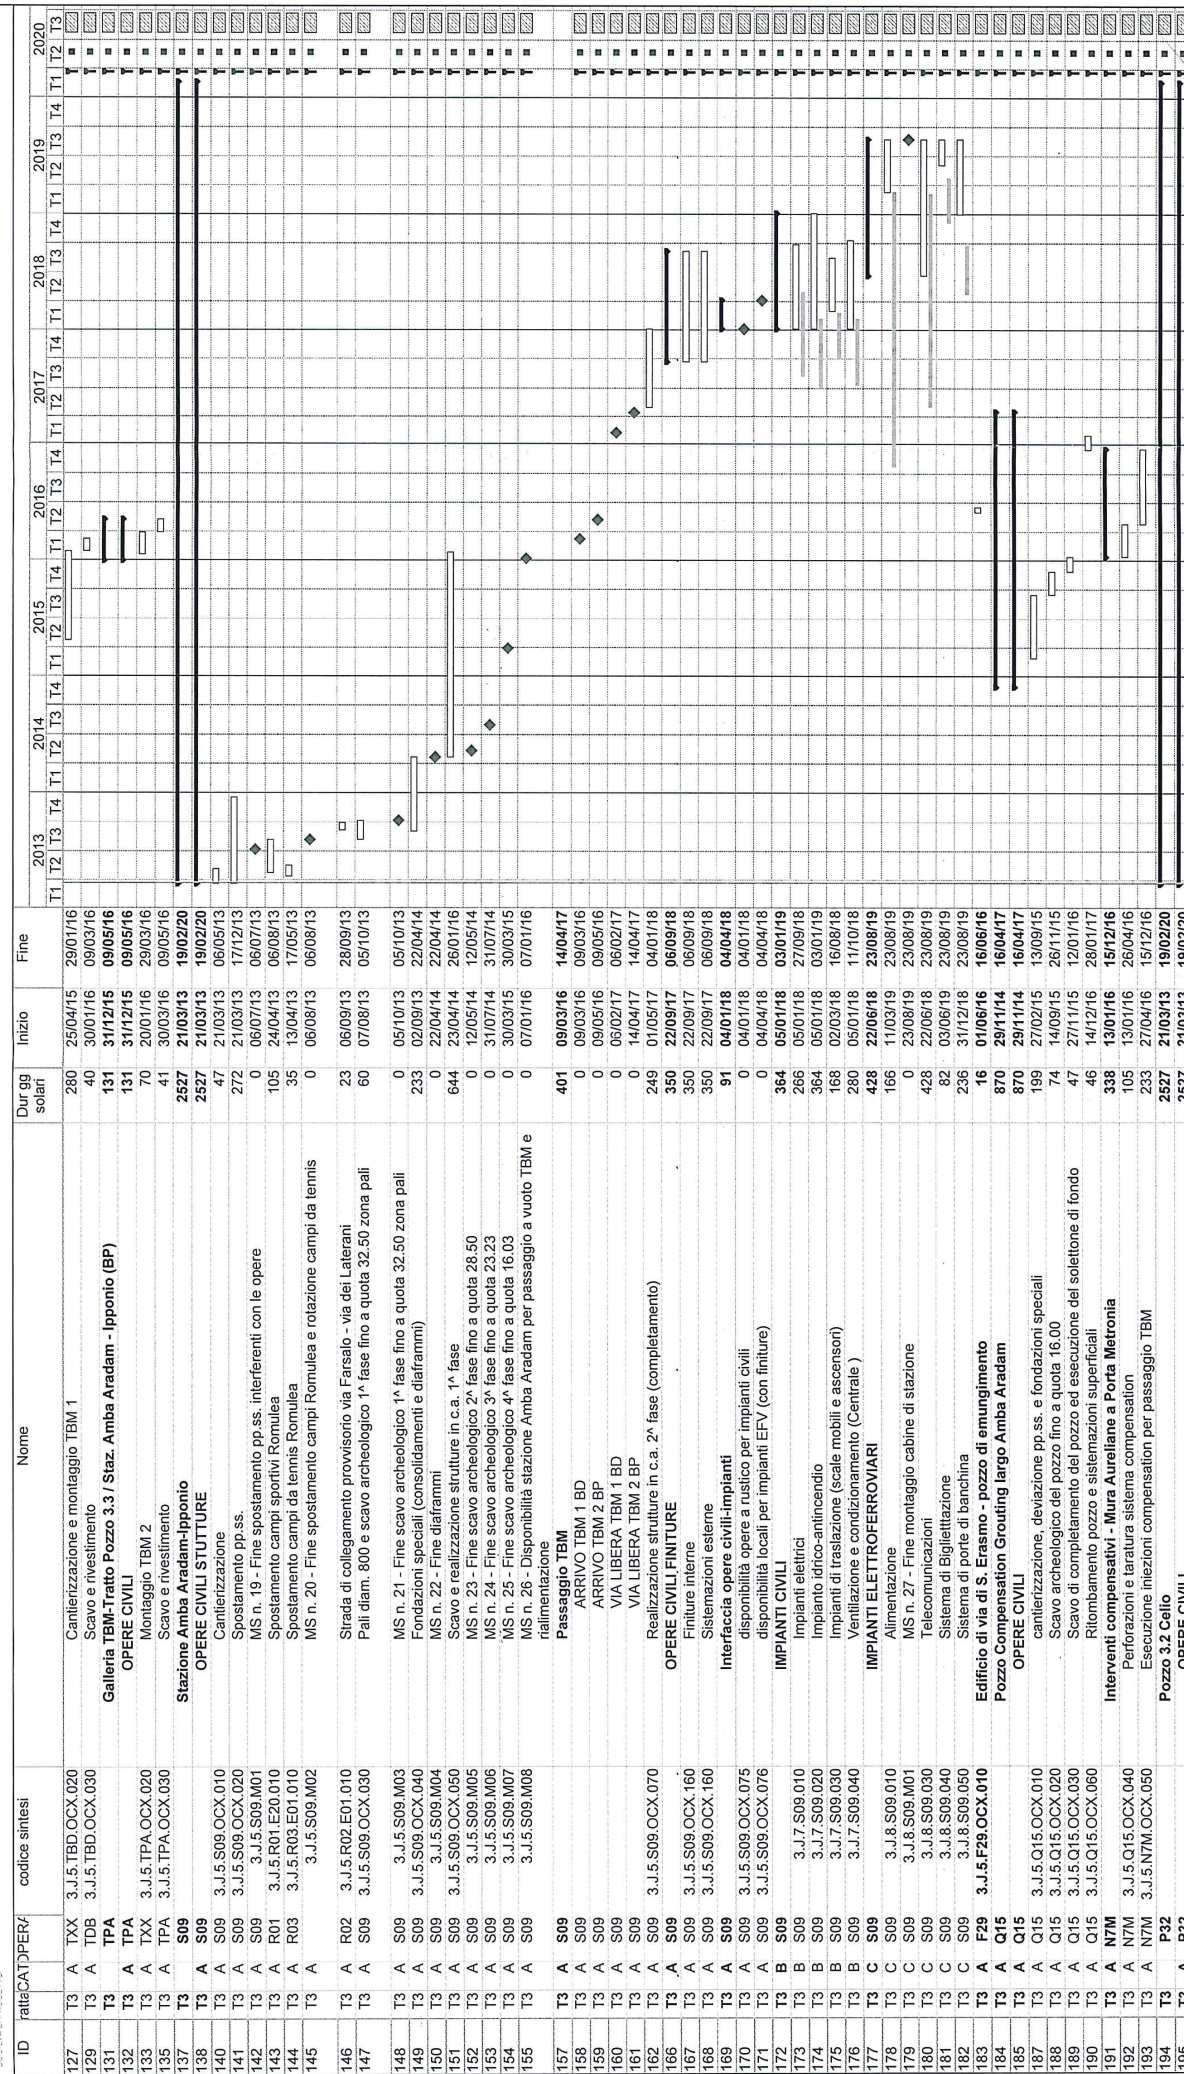 ID ratta CAT OPERA codice sintesi Nome Dur gg solari Inizio Fine
2013 2014 2015 2016 2017 2018 2019 2020
T1 T2 T3 T4 T1 T2 T3 T4 T1 T2 T3 T4 T1 T2 T3 T4 T1 T2 T3 T4 T1 T2 T3 T4 T1 T2 T3 T4 T1 T2 T3
127 T3 A TXX 3.J.5.TBD.OCX.020 Cantierizzazione e montaggio TBM 1 280 25/04/15 29/01/16
129 T3 A TDB 3.J.5.TBD.OCX.030 Scavo e rivestimento 40 30/01/16 09/03/16
131 T3 TPA Galleria TBM-Tratto Pozzo 3.3 / Staz. Amba Aradam - Ipponio (BP) 131 31/12/15 09/05/16
132 T3 A TPA OPERE CIVILI 131 31/12/15 09/05/16
133 T3 A TXX 3.J.5.TPA.OCX.020 Montaggio TBM 2 70 20/01/16 29/03/16
135 T3 A TPA 3.J.5.TPA.OCX.030 Scavo e rivestimento 41 30/03/16 09/05/16
137 T3 S09 Stazione Amba Aradam-Ipponio 2527 21/03/13 19/02/20
138 T3 A S09 OPERE CIVILI STUTTURE 2527 21/03/13 19/02/20
140 T3 A S09 3.J.5.S09.OCX.010 Cantierizzazione 47 21/03/13 06/05/13
141 T3 A S09 3.J.5.S09.OCX.020 Spostamento pp.ss. 272 21/03/13 17/12/13
142 T3 A S09 3.J.5.S09.M01 MS n. 19 - Fine spostamento pp.ss. interferenti con le opere 0 06/07/13 06/07/13
143 T3 A R01 3.J.5.R01.E20.010 Spostamento campi sportivi Romulea 105 24/04/13 06/08/13
144 T3 A R03 3.J.5.R03.E01.010 Spostamento campi da tennis Romulea 35 13/04/13 17/05/13
145 T3 A S09 3.J.5.S09.M02 MS n. 20 - Fine spostamento campi Romulea e rotazione campi da tennis 0 06/08/13 06/08/13
146 T3 A R02 3.J.5.R02.E01.010 Strada di collegamento provvisorio via Farsalo - via dei Laterani 23 06/09/13 28/09/13
147 T3 A S09 3.J.5.S09.OCX.030 Pali diam. 800 e scavo archeologico 1^ fase fino a quota 32.50 zona pali 60 07/08/13 05/10/13
148 T3 A S09 3.J.5.S09.M03 MS n. 21 - Fine scavo archeologico 1^ fase fino a quota 32.50 zona pali 0 05/10/13 05/10/13
149 T3 A S09 3.J.5.S09.OCX.040 Fondazioni speciali (consolidamenti e diaframmi) 233 02/09/13 22/04/14
150 T3 A S09 3.J.5.S09.M04 MS n. 22 - Fine diaframmi 0 22/04/14 22/04/14
151 T3 A S09 3.J.5.S09.OCX.050 Scavo e realizzazione strutture in c.a. 1^ fase 644 23/04/14 26/01/16
152 T3 A S09 3.J.5.S09.M05 MS n. 23 - Scavo archeologico 2^ fase fino a quota 28.50 0 12/05/14 12/05/14
153 T3 A S09 3.J.5.S09.M06 MS n. 24 - Scavo archeologico 3^ fase fino a quota 23.23 0 31/07/14 31/07/14
154 T3 A S09 3.J.5.S09.M07 MS n. 25 - Scavo archeologico 4^ fase fino a quota 16.03 0 30/03/15 30/03/15
155 T3 A S09 3.J.5.S09.M08 MS n. 26 - Disponibilità stazione Amba Aradam per passaggio a vuoto TBM e 0 07/01/16 07/01/16
rialimentazione
157 T3 A S09 Passaggio TBM 401 09/03/16 14/04/17
158 T3 A S09 ARRIVO TBM 1 BD 0 09/03/16 09/03/16
159 T3 A S09 ARRIVO TBM 2 BP 0 09/05/16 09/05/16
160 T3 A S09 VIA LIBERA TBM 1 BD 0 06/02/17 06/02/17
161 T3 A S09 VIA LIBERA TBM 2 BP 0 14/04/17 14/04/17
162 T3 A S09 3.J.5.S09.OCX.070 Realizzazione strutture in c.a. 2^ fase (completamento) 249 01/05/17 04/01/18
166 T3 A S09 OPERE CIVILI FINITURE 350 22/09/17 06/09/18
167 T3 A S09 3.J.5.S09.OCX.160 Finiture interne 350 22/09/17 06/09/18
168 T3 A S09 3.J.5.S09.OCX.160 Sistemazioni esterne 350 22/09/17 06/09/18
169 T3 A S09 Interfaccia opere civili-impianti 91 04/01/18 04/04/18
170 T3 A S09 3.J.5.S09.OCX.075 disponibilità opere a rustico per impianti civili 0 04/01/18 04/01/18
171 T3 A S09 3.J.5.S09.OCX.076 disponibilità locali per impianti EFV (con finiture) 0 04/04/18 04/04/18
172 T3 B S09 IMPIANTI CIVILI 364 05/01/18 03/01/19
173 T3 B S09 3.J.7.S09.010 Impianti elettrici 266 05/01/18 27/09/18
174 T3 B S09 3.J.7.S09.020 Impianto idrico-antincendio 364 05/01/18 03/01/19
175 T3 B S09 3.J.7.S09.030 Impianti di traslazione (scale mobili e ascensori) 168 02/03/18 16/08/18
176 T3 B S09 3.J.7.S09.040 Ventilazione e condizionamento (Centrale ) 280 05/01/18 11/10/18
177 T3 C S09 IMPIANTI ELETTROFERROVIARI 428 22/06/18 23/08/19
178 T3 C S09 3.J.8.S09.010 Alimentazione 166 11/03/19 23/08/19
179 T3 C S09 3.J.8.S09.M01 MS n. 27 - Fine montaggio cabine di stazione 0 23/08/19 23/08/19
180 T3 C S09 3.J.8.S09.030 Telecomunicazioni 428 22/06/18 23/08/19
181 T3 C S09 3.J.8.S09.040 Sistema di Bigliettazione 82 03/06/19 23/08/19
182 T3 C S09 3.J.8.S09.050 Sistema di porte di banchina 236 31/12/18 23/08/19
183 T3 A F29 3.J.5.F29.OCX.010 Edificio di via di S. Erasmo - pozzo di emungimento 16 01/06/16 16/06/16
184 T3 A Q15 Pozzo Compensation Grouting largo Amba Aradam 870 29/11/14 16/04/17
185 T3 A Q15 OPERE CIVILI 870 29/11/14 16/04/17
187 T3 A Q15 3.J.5.Q15.OCX.010 cantierizzazione, deviazione pp.ss. e fondazioni speciali 199 27/02/15 13/09/15
188 T3 A Q15 3.J.5.Q15.OCX.020 Scavo archeologico del pozzo fino a quota 16.00 74 14/09/15 26/11/15
189 T3 A Q15 3.J.5.Q15.OCX.030 Scavo di completamento del pozzo ed esecuzione del solettone di fondo 47 27/11/15 12/01/16
190 T3 A Q15 3.J.5.Q15.OCX.060 Ritombamento pozzo e sistemazioni superficiali 46 14/12/16 28/01/17
191 T3 A N7M Interventi compensativi - Mura Aureliane a Porta Metronia 338 13/01/16 15/12/16
192 T3 A N7M 3.J.5.Q15.OCX.040 Perforazioni e taratura sistema compensation 105 13/01/16 26/04/16
193 T3 A N7M 3.J.5.N7M.OCX.050 Esecuzione iniezioni compensation per passaggio TBM 233 27/04/16 15/12/16
194 T3 P32 Pozzo 3.2 Celio 2527 21/03/13 19/02/20
195 T3 A P32 OPERE CIVILI 2527 21/03/13 19/02/20